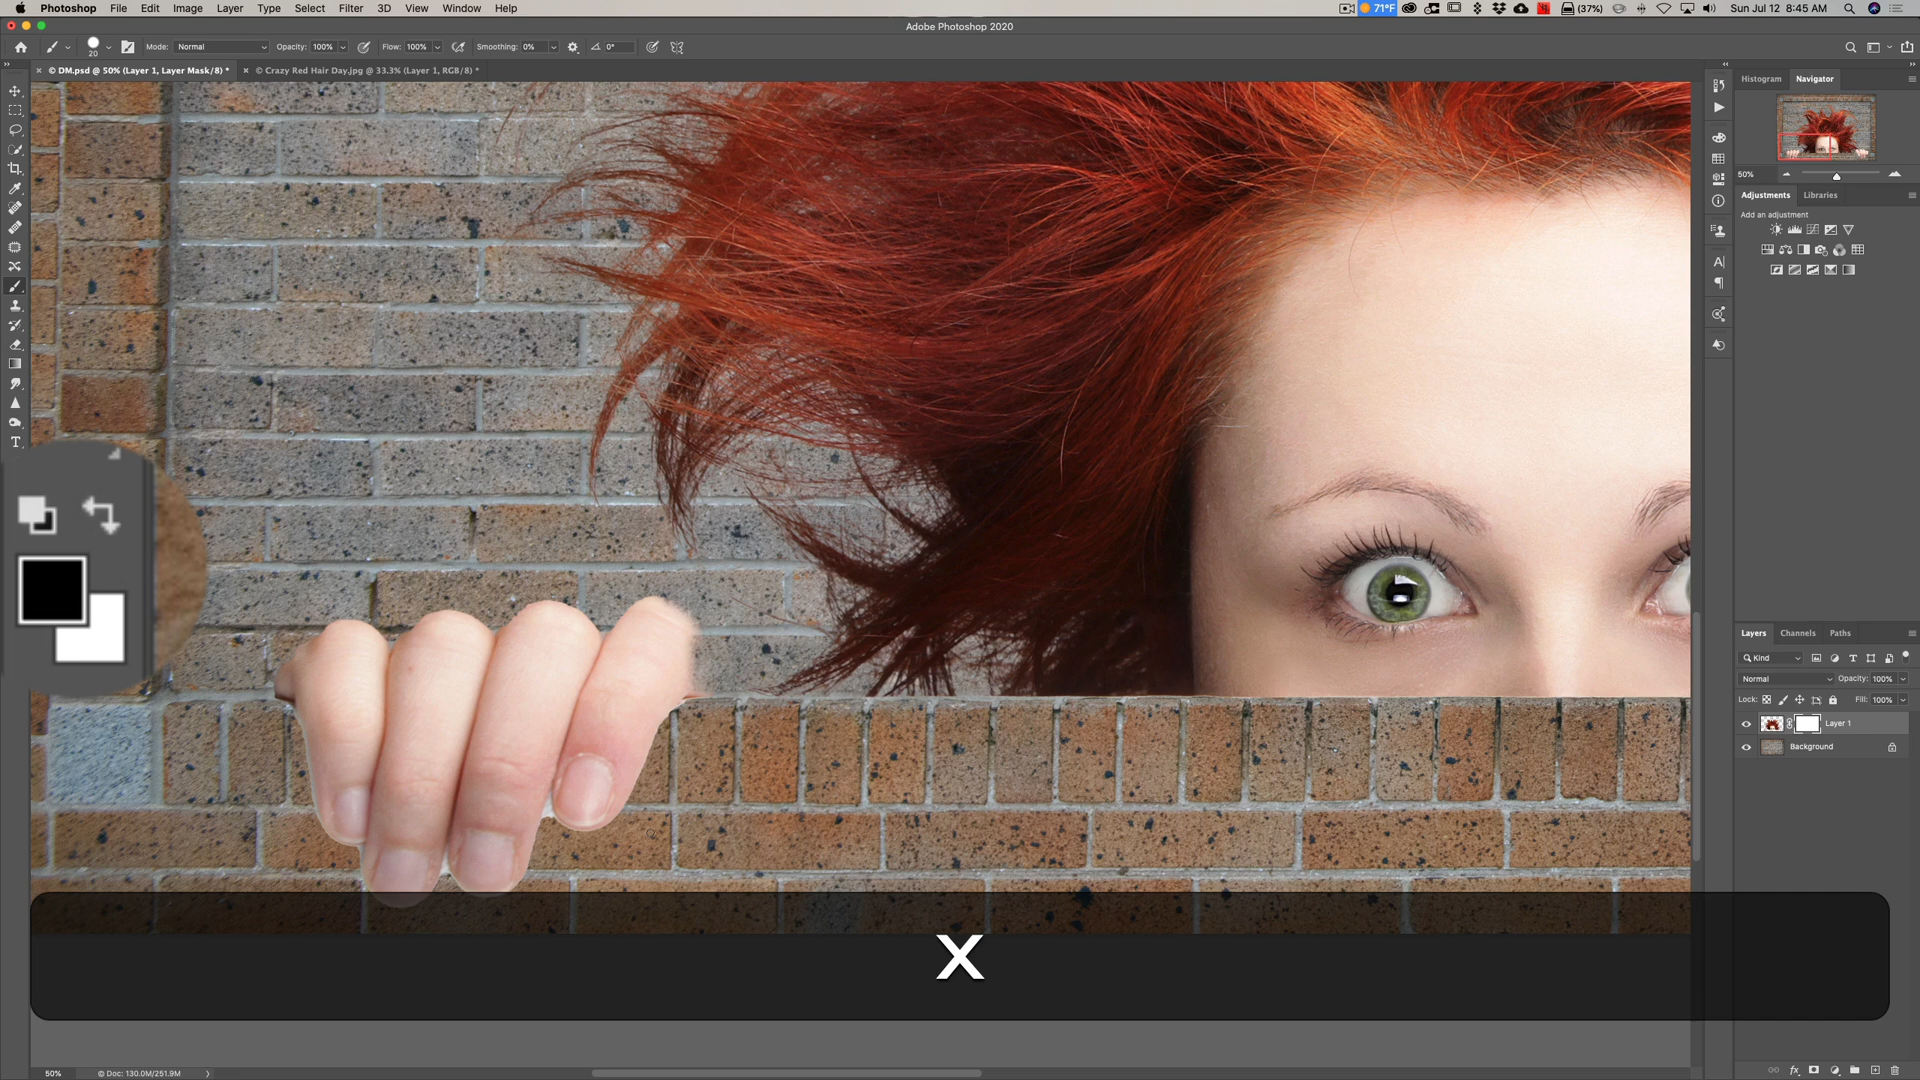 Photoshop File Edit Image Layer Type Select Filter 3D View Window Help 71°F (37%) Sun Jul 12 8:45 AM
Adobe Photoshop 2020
20 Mode: Normal Opacity: 100% Flow: 100% Smoothing: 0% 0°
× © DM.psd @ 50% (Layer 1, Layer Mask/8) * × © Crazy Red Hair Day.jpg @ 33.3% (Layer 1, RGB/8) *
Histogram Navigator
50%
Adjustments Libraries
Add an adjustment
Layers Channels Paths
Kind
Normal Opacity: 100%
Lock: Fill: 100%
Layer 1
Background
X
50% © Doc: 130.0M/251.9M